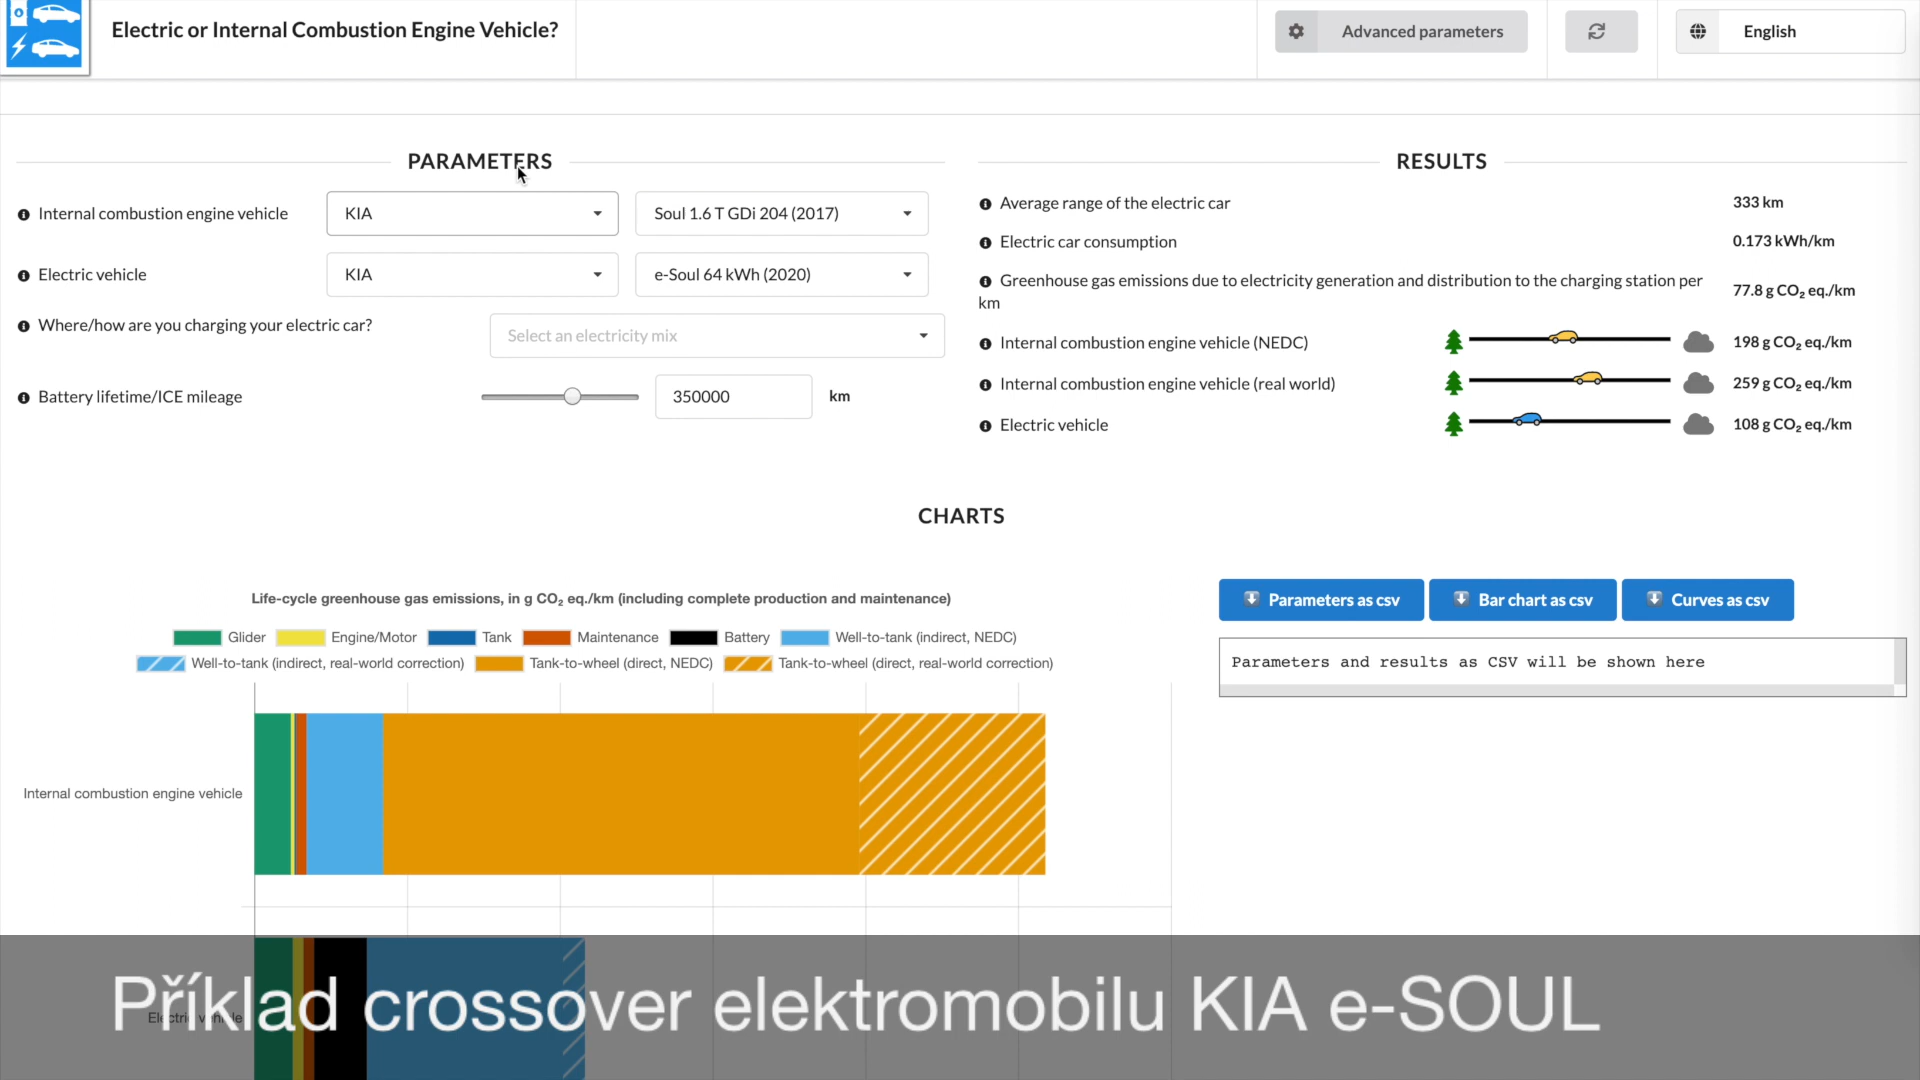 Electric or Internal Combustion Engine Vehicle?
Advanced parameters
English
PARAMETERS
Internal combustion engine vehicle
KIA
Soul 1.6 T GDi 204 (2017)
Electric vehicle
KIA
e-Soul 64 kWh (2020)
Where/how are you charging your electric car?
Select an electricity mix
Battery lifetime/ICE mileage
350000
km
RESULTS
Average range of the electric car
333 km
Electric car consumption
0.173 kWh/km
Greenhouse gas emissions due to electricity generation and distribution to the charging station per
km
77.8 g CO₂ eq./km
Internal combustion engine vehicle (NEDC)
198 g CO₂ eq./km
Internal combustion engine vehicle (real world)
259 g CO₂ eq./km
Electric vehicle
108 g CO₂ eq./km
CHARTS
Life-cycle greenhouse gas emissions, in g CO₂ eq./km (including complete production and maintenance)
Glider
Engine/Motor
Tank
Maintenance
Battery
Well-to-tank (indirect, NEDC)
Well-to-tank (indirect, real-world correction)
Tank-to-wheel (direct, NEDC)
Tank-to-wheel (direct, real-world correction)
Internal combustion engine vehicle
Electric vehicle
Parameters as csv
Bar chart as csv
Curves as csv
Parameters and results as CSV will be shown here
Příklad crossover elektromobilu KIA e-SOUL